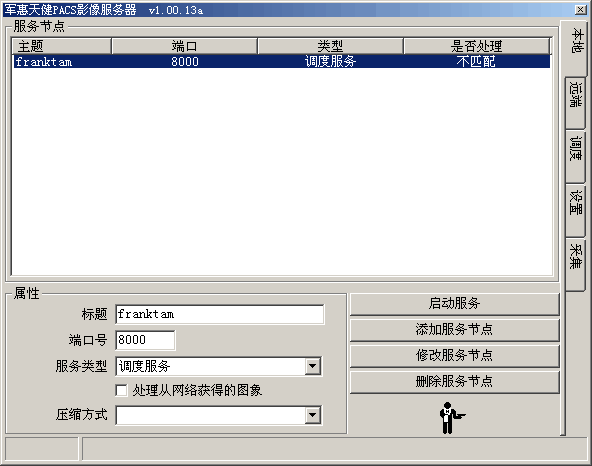 军惠天健PACS影像服务器 v1.00.13a
服务节点
主题 端口 类型 是否处理
franktam 8000 调度服务 不匹配
本地
远端
调度
设置
采集
属性
标题 franktam
端口号 8000
服务类型 调度服务
处理从网络获得的图象
压缩方式
启动服务
添加服务节点
修改服务节点
删除服务节点